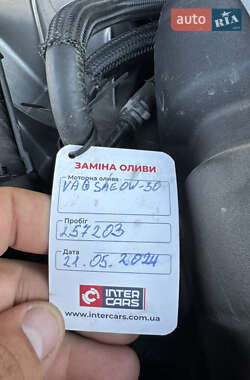 AUTO RIA
ЗАМІНА ОЛИВИ
Моторна олива
VAG SAE 0W-30
Пробіг
257203
Дата
21.05.2024
INTER CARS
www.intercars.com.ua